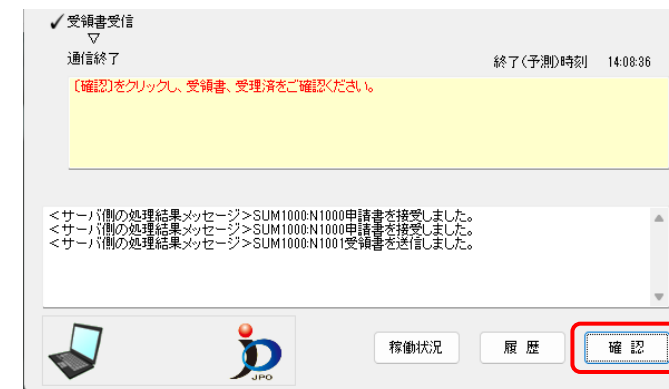 ✓受領書受信
▽
通信終了
終了(予測)時刻 14:08:36
[確認]をクリックし、受領書、受理済をご確認ください。
<サーバ側の処理結果メッセージ>SUM1000:N1000申請書を接受しました。
<サーバ側の処理結果メッセージ>SUM1000:N1000申請書を接受しました。
<サーバ側の処理結果メッセージ>SUM1000:N1001受領書を送信しました。
JPO
稼働状況 履 歴 確 認